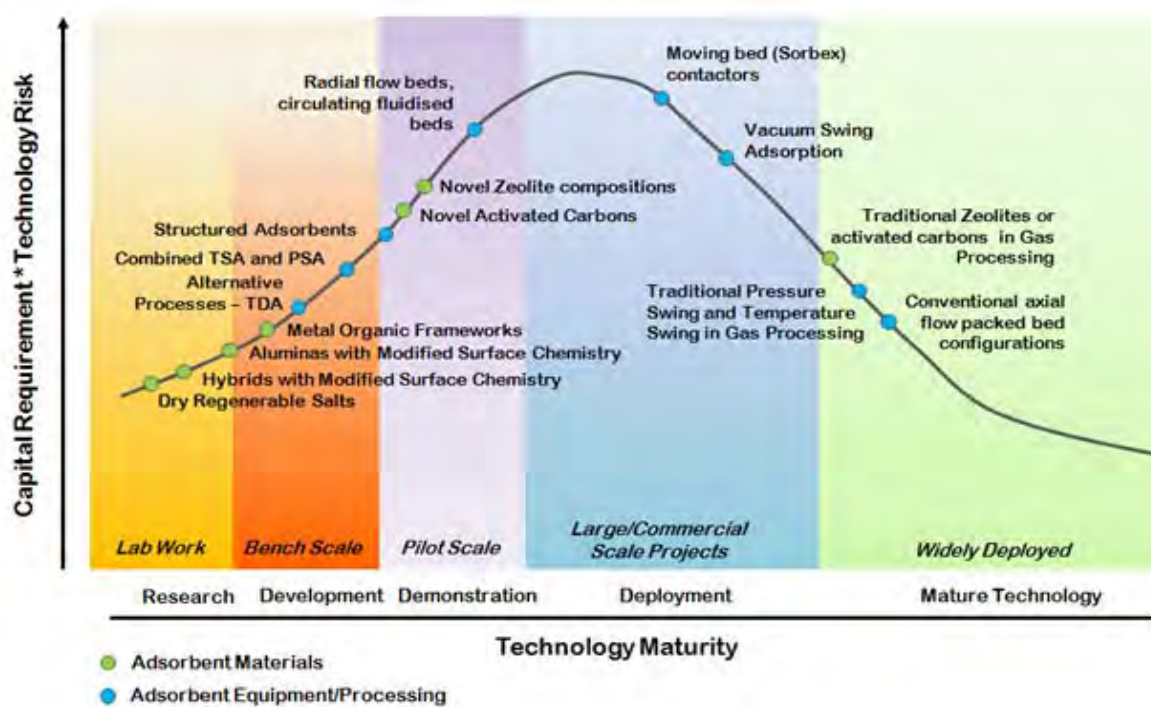 Capital Requirement * Technology Risk
Moving bed (Sorbex)
contactors
Radial flow beds,
circulating fluidised
beds
Vacuum Swing
Adsorption
Novel Zeolite compositions
Novel Activated Carbons
Structured Adsorbents
Traditional Zeolites or
activated carbons in Gas
Processing
Combined TSA and PSA
Alternative
Processes – TDA
Traditional Pressure
Swing and Temperature
Swing in Gas Processing
Conventional axial
flow packed bed
configurations
Metal Organic Frameworks
Aluminas with Modified Surface Chemistry
Hybrids with Modified Surface Chemistry
Dry Regenerable Salts
Lab Work
Bench Scale
Pilot Scale
Large/Commercial
Scale Projects
Widely Deployed
Research
Development
Demonstration
Deployment
Mature Technology
Technology Maturity
Adsorbent Materials
Adsorbent Equipment/Processing